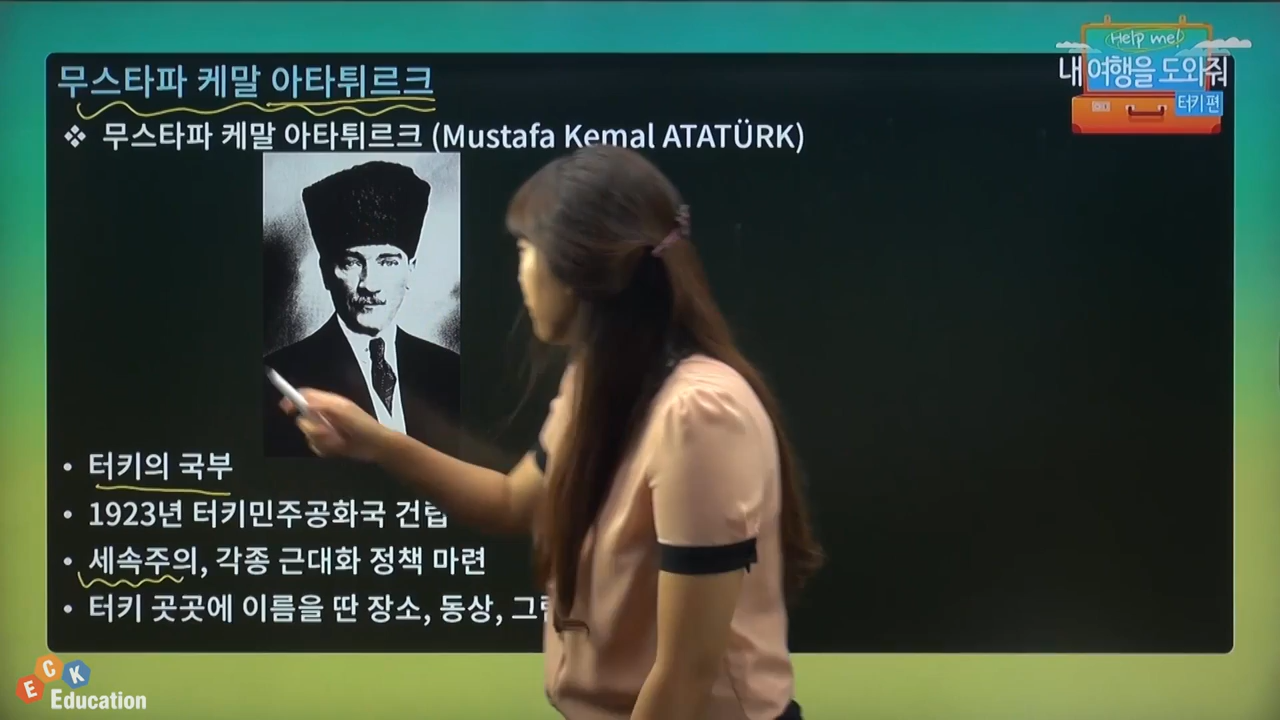 무스타파 케말 아타튀르크
❖ 무스타파 케말 아타튀르크 (Mustafa Kemal ATATÜRK)
• 터키의 국부
• 1923년 터키민주공화국 건립
• 세속주의, 각종 근대화 정책 마련
• 터키 곳곳에 이름을 딴 장소, 동상,
Help me!
내 여행을 도와줘
터키 편
ECK
Education